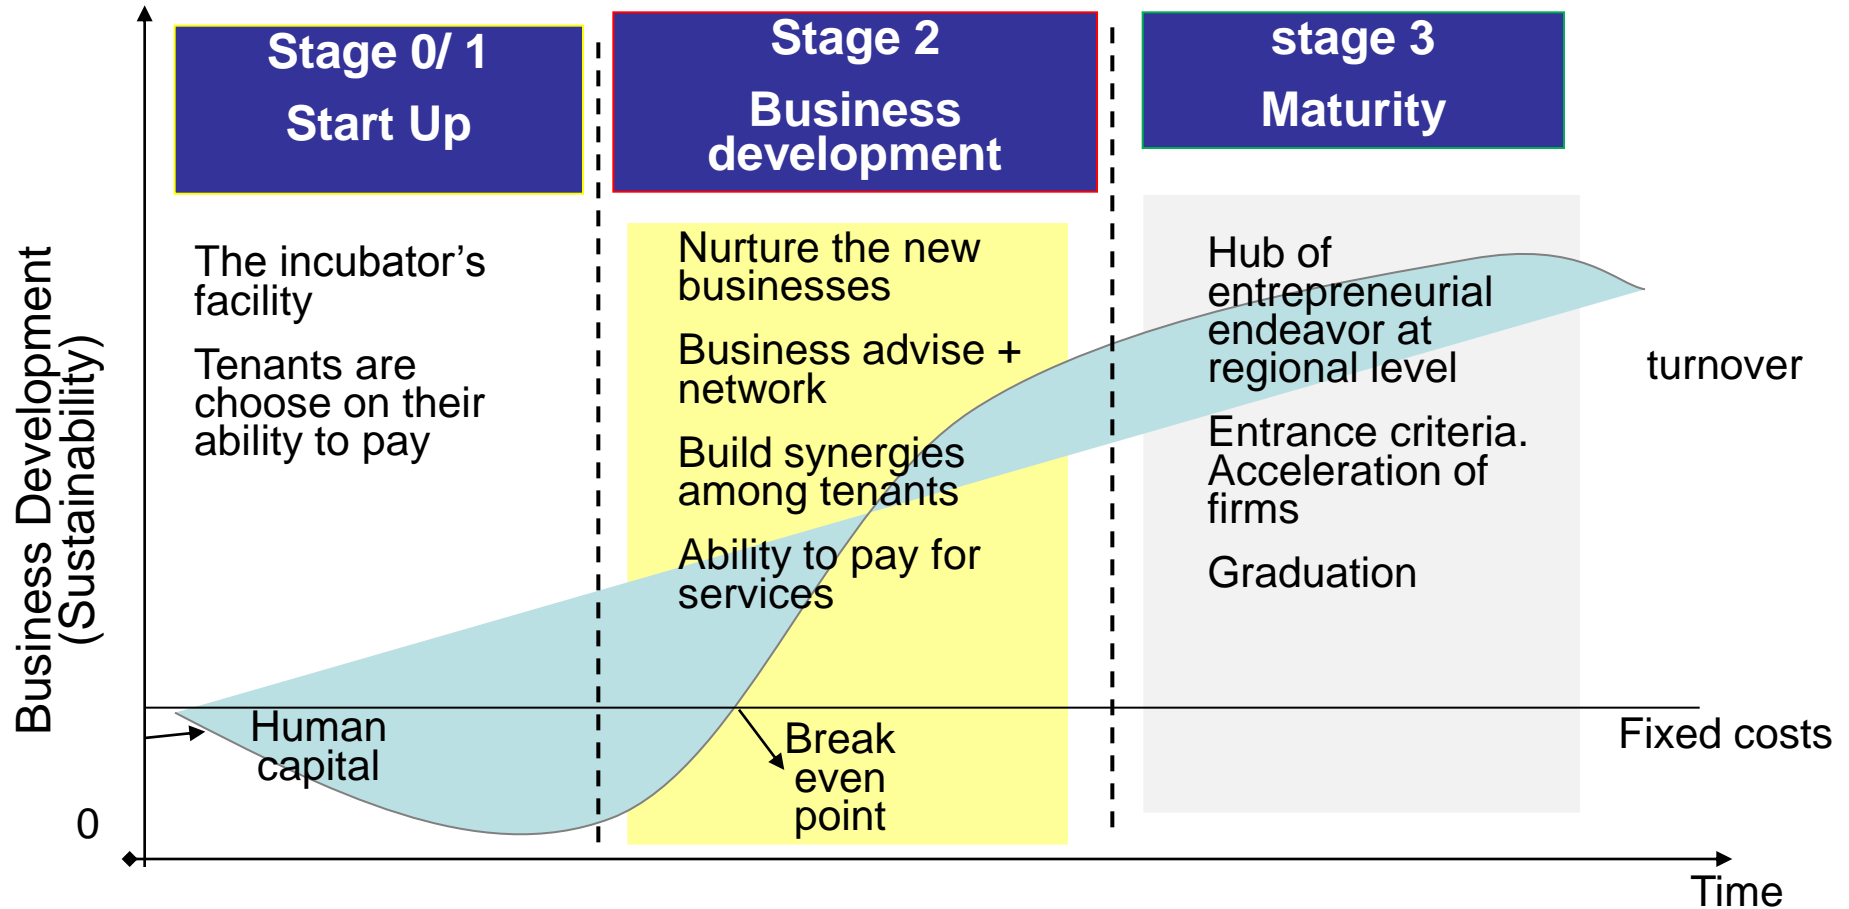 Stage 0/ 1
Start Up
Stage 2
Business
development
stage 3
Maturity
Business Development
(Sustainability)
The incubator’s
facility
Tenants are
choose on their
ability to pay
Nurture the new
businesses
Business advise +
network
Build synergies
among tenants
Ability to pay for
services
Hub of
entrepreneurial
endeavor at
regional level
Entrance criteria.
Acceleration of
firms
Graduation
turnover
Human
capital
Break
even
point
Fixed costs
0
Time